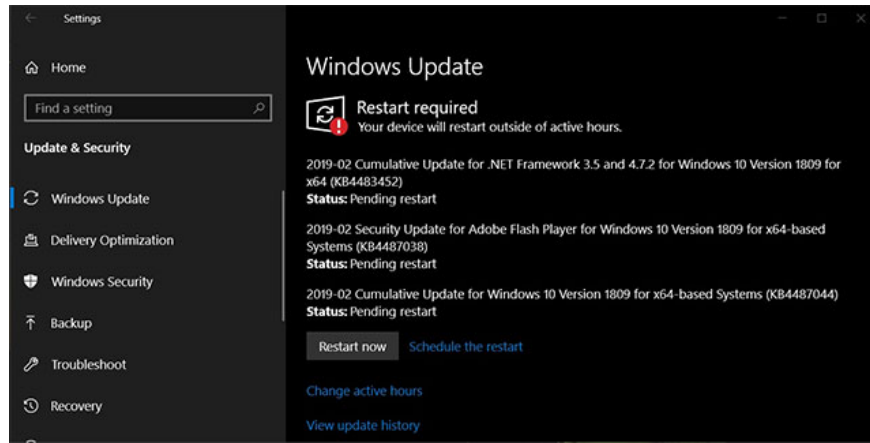 Settings
Home
Find a setting
Update & Security
Windows Update
Delivery Optimization
Windows Security
Backup
Troubleshoot
Recovery
Windows Update
Restart required
Your device will restart outside of active hours.
2019-02 Cumulative Update for .NET Framework 3.5 and 4.7.2 for Windows 10 Version 1809 for
x64 (KB4483452)
Status: Pending restart
2019-02 Security Update for Adobe Flash Player for Windows 10 Version 1809 for x64-based
Systems (KB4487038)
Status: Pending restart
2019-02 Cumulative Update for Windows 10 Version 1809 for x64-based Systems (KB4487044)
Status: Pending restart
Restart now Schedule the restart
Change active hours
View update history